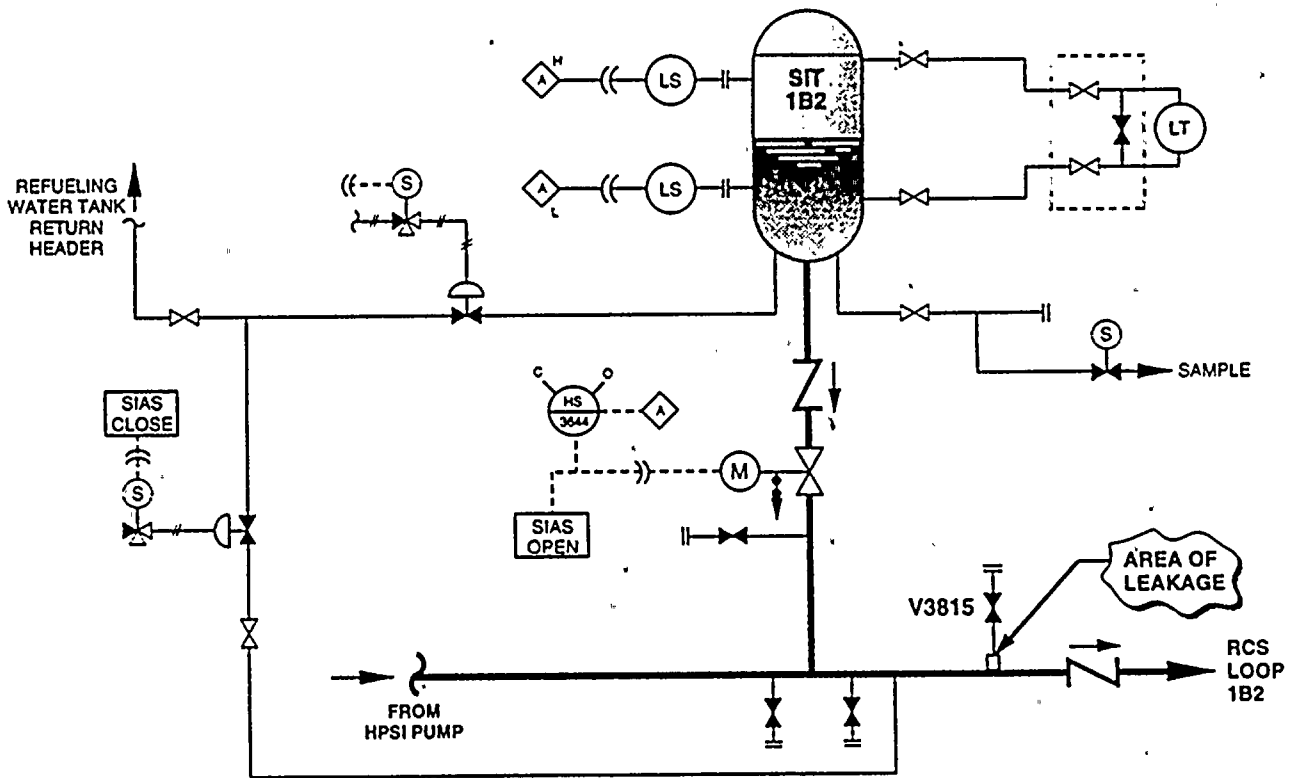 H
A
LS
SIT
1B2
LT
A
L
LS
REFUELING
WATER TANK
RETURN
HEADER
S
S
SAMPLE
C
O
HS
3644
A
SIAS
CLOSE
S
M
SIAS
OPEN
AREA OF
LEAKAGE
V3815
RCS
LOOP
1B2
FROM
HPSI PUMP